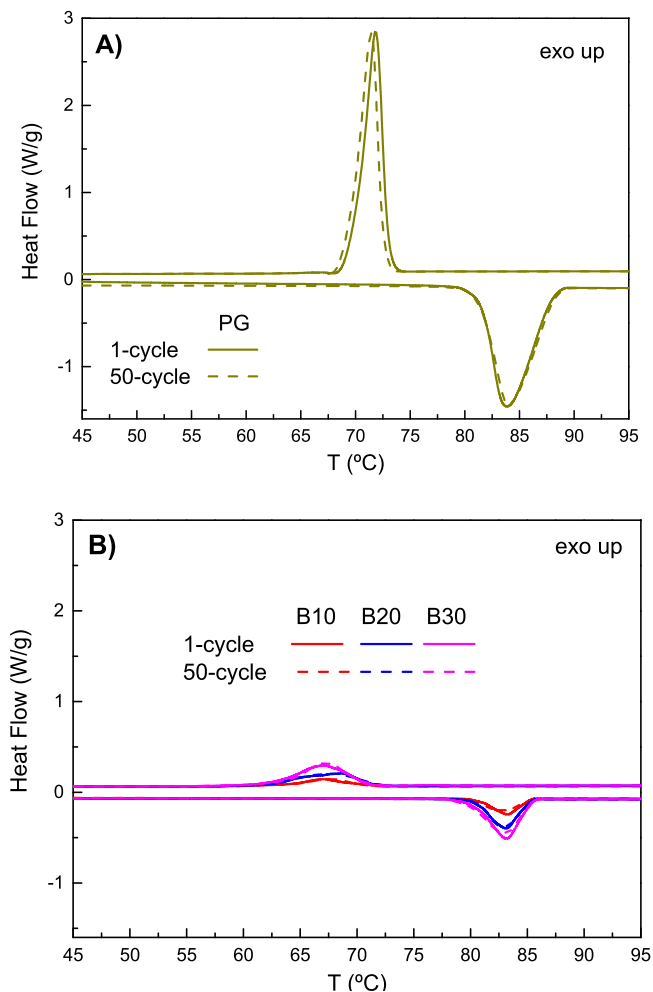 A)
exo up
3
2
1
0
-1
Heat Flow (W/g)
PG
1-cycle
50-cycle
45 50 55 60 65 70 75 80 85 90 95
T (ºC)
B)
exo up
3
2
1
0
-1
Heat Flow (W/g)
B10 B20 B30
1-cycle
50-cycle
45 50 55 60 65 70 75 80 85 90 95
T (ºC)